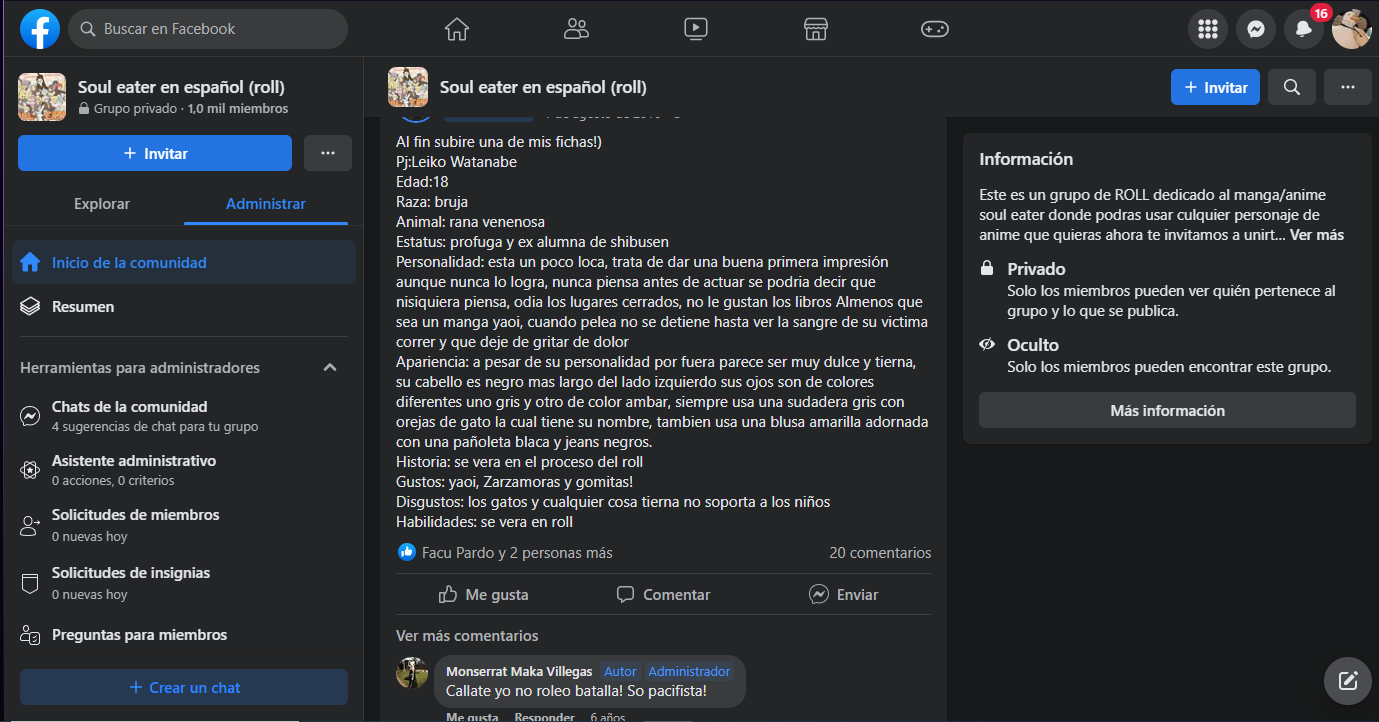 Buscar en Facebook
16
Soul eater en español (roll)
Grupo privado · 1,0 mil miembros
+ Invitar
Explorar
Administrar
Inicio de la comunidad
Resumen
Herramientas para administradores
Chats de la comunidad
4 sugerencias de chat para tu grupo
Asistente administrativo
0 acciones, 0 criterios
Solicitudes de miembros
0 nuevas hoy
Solicitudes de insignias
0 nuevas hoy
Preguntas para miembros
+ Crear un chat
Soul eater en español (roll)
+ Invitar
Al fin subire una de mis fichas!)
Pj:Leiko Watanabe
Edad:18
Raza: bruja
Animal: rana venenosa
Estatus: profuga y ex alumna de shibusen
Personalidad: esta un poco loca, trata de dar una buena primera impresión
aunque nunca lo logra, nunca piensa antes de actuar se podria decir que
nisiquiera piensa, odia los lugares cerrados, no le gustan los libros Almenos que
sea un manga yaoi, cuando pelea no se detiene hasta ver la sangre de su victima
correr y que deje de gritar de dolor
Apariencia: a pesar de su personalidad por fuera parece ser muy dulce y tierna,
su cabello es negro mas largo del lado izquierdo sus ojos son de colores
diferentes uno gris y otro de color ambar, siempre usa una sudadera gris con
orejas de gato la cual tiene su nombre, tambien usa una blusa amarilla adornada
con una pañoleta blaca y jeans negros.
Historia: se vera en el proceso del roll
Gustos: yaoi, Zarzamoras y gomitas!
Disgustos: los gatos y cualquier cosa tierna no soporta a los niños
Habilidades: se vera en roll
Facu Pardo y 2 personas más
20 comentarios
Me gusta
Comentar
Enviar
Ver más comentarios
Monserrat Maka Villegas Autor Administrador
Callate yo no roleo batalla! So pacifista!
Me gusta Responder 6 años
Información
Este es un grupo de ROLL dedicado al manga/anime
soul eater donde podras usar culquier personaje de
anime que quieras ahora te invitamos a unirt... Ver más
Privado
Solo los miembros pueden ver quién pertenece al
grupo y lo que se publica.
Oculto
Solo los miembros pueden encontrar este grupo.
Más información